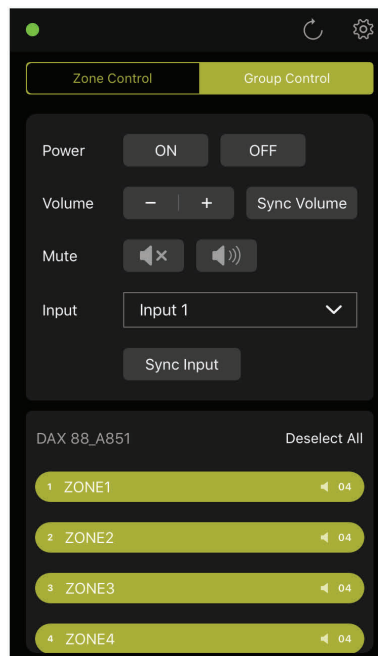 Zone Control Group Control
Power ON OFF
Volume − + Sync Volume
Mute
Input Input 1
Sync Input
DAX 88_A851 Deselect All
1 ZONE1 04
2 ZONE2 04
3 ZONE3 04
4 ZONE4 04